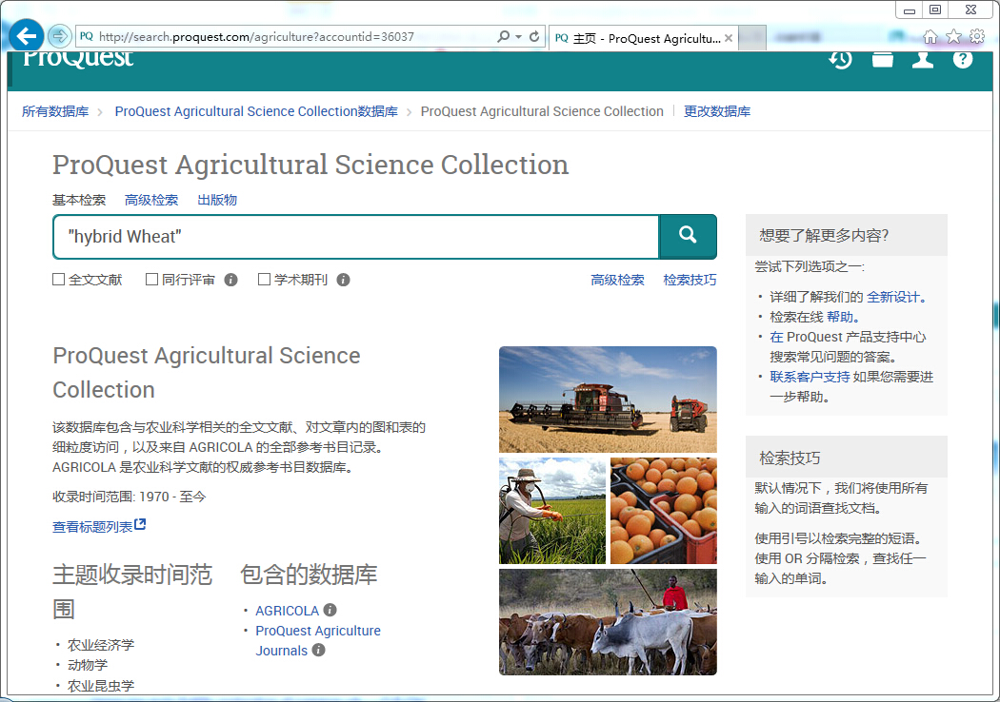 http://search.proquest.com/agriculture?accountid=36037
PQ 主页 - ProQuest Agricultu...
ProQuest
所有数据库 > ProQuest Agricultural Science Collection数据库 > ProQuest Agricultural Science Collection | 更改数据库
ProQuest Agricultural Science Collection
基本检索 高级检索 出版物
"hybrid Wheat"
全文文献 同行评审 学术期刊 高级检索 检索技巧
ProQuest Agricultural Science
Collection
该数据库包含与农业科学相关的全文文献、对文章内的图和表的
细粒度访问，以及来自 AGRICOLA 的全部参考书目记录。
AGRICOLA 是农业科学文献的权威参考书目数据库。
收录时间范围: 1970 - 至今
查看标题列表
主题收录时间范
围
• 农业经济学
• 动物学
• 农业昆虫学
包含的数据库
• AGRICOLA
• ProQuest Agriculture
Journals
想要了解更多内容?
尝试下列选项之一:
• 详细了解我们的 全新设计。
• 检索在线 帮助。
• 在 ProQuest 产品支持中心
搜索常见问题的答案。
• 联系客户支持 如果您需要进
一步帮助。
检索技巧
默认情况下，我们将使用所有
输入的词语查找文档。
使用引号以检索完整的短语。
使用 OR 分隔检索，查找任一
输入的单词。